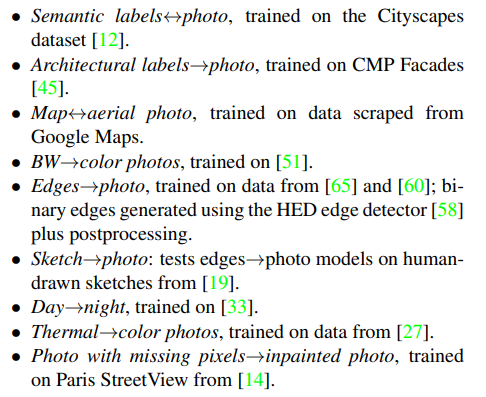 • Semantic labels↔photo, trained on the Cityscapes
dataset [12].
• Architectural labels→photo, trained on CMP Facades
[45].
• Map↔aerial photo, trained on data scraped from
Google Maps.
• BW→color photos, trained on [51].
• Edges→photo, trained on data from [65] and [60]; bi-
nary edges generated using the HED edge detector [58]
plus postprocessing.
• Sketch→photo: tests edges→photo models on human-
drawn sketches from [19].
• Day→night, trained on [33].
• Thermal→color photos, trained on data from [27].
• Photo with missing pixels→inpainted photo, trained
on Paris StreetView from [14].